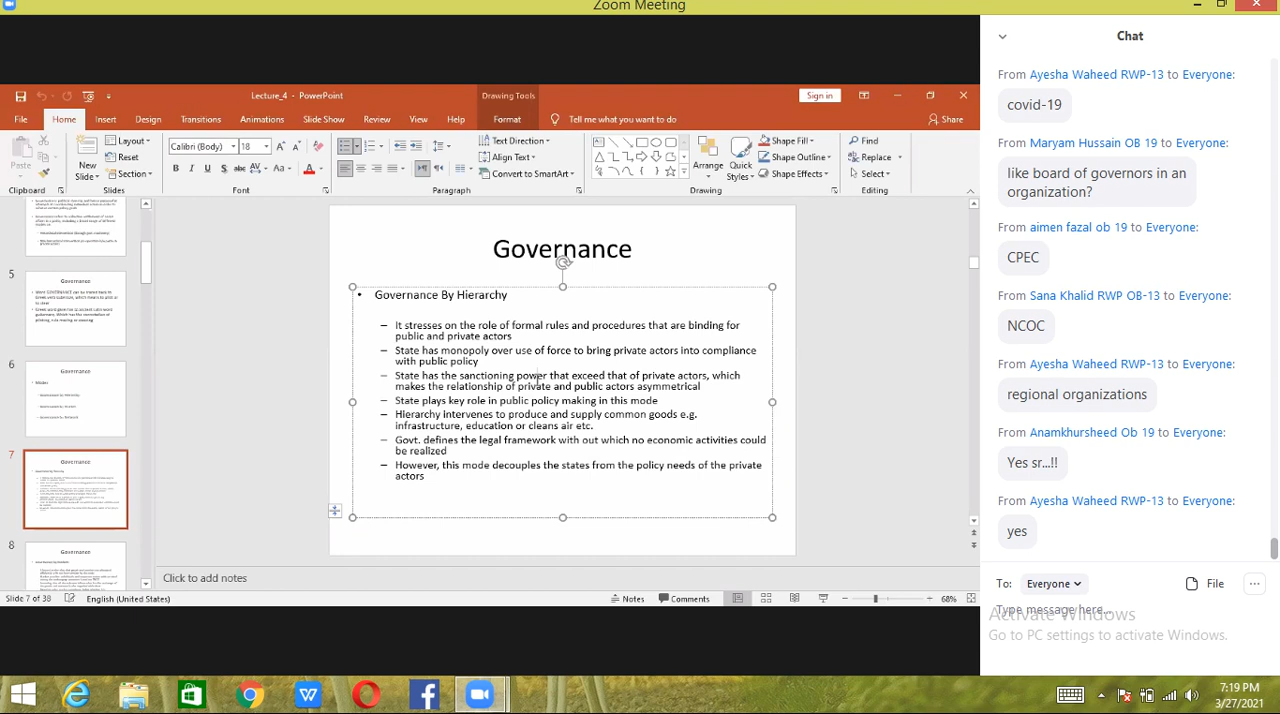 Zoom Meeting
Lecture_4 - PowerPoint
Drawing Tools
Sign in
File
Home
Insert
Design
Transitions
Animations
Slide Show
Review
View
Help
Format
Tell me what you want to do
Share
Paste
Clipboard
New
Slide
Layout
Reset
Section
Slides
Calibri (Body)
18
Font
Paragraph
Text Direction
Align Text
Convert to SmartArt
Arrange
Quick
Styles
Shape Fill
Shape Outline
Shape Effects
Drawing
Find
Replace
Select
Editing
5
Governance
6
7
Governance
8
Governance
Governance
• Governance By Hierarchy
– It stresses on the role of formal rules and procedures that are binding for
public and private actors
– State has monopoly over use of force to bring private actors into compliance
with public policy
– State has the sanctioning power that exceed that of private actors, which
makes the relationship of private and public actors asymmetrical
– State plays key role in public policy making in this mode
– Hierarchy intervenes to produce and supply common goods e.g.
infrastructure, education or cleans air etc.
– Govt. defines the legal framework with out which no economic activities could
be realized
– However, this mode decouples the states from the policy needs of the private
actors
Click to add notes
Slide 7 of 38
English (United States)
Notes
Comments
68%
Chat
From Ayesha Waheed RWP-13 to Everyone:
covid-19
From Maryam Hussain OB 19 to Everyone:
like board of governors in an
organization?
From aimen fazal ob 19 to Everyone:
CPEC
From Sana Khalid RWP OB-13 to Everyone:
NCOC
From Ayesha Waheed RWP-13 to Everyone:
regional organizations
From Anamkhursheed Ob 19 to Everyone:
Yes sr...!!
From Ayesha Waheed RWP-13 to Everyone:
yes
To: Everyone
File
Type message here...
Activate Windows
Go to PC settings to activate Windows.
7:19 PM
3/27/2021